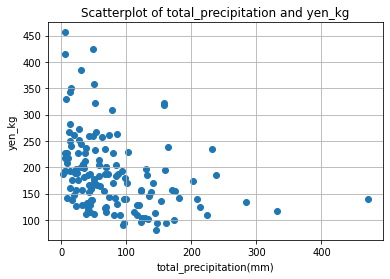 Scatterplot of total_precipitation and yen_kg
450
400
350
300
250
200
150
100
yen_kg
0 100 200 300 400
total_precipitation(mm)